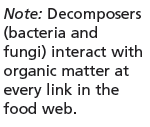 Note: Decomposers
(bacteria and
fungi) interact with
organic matter at
every link in the
food web.